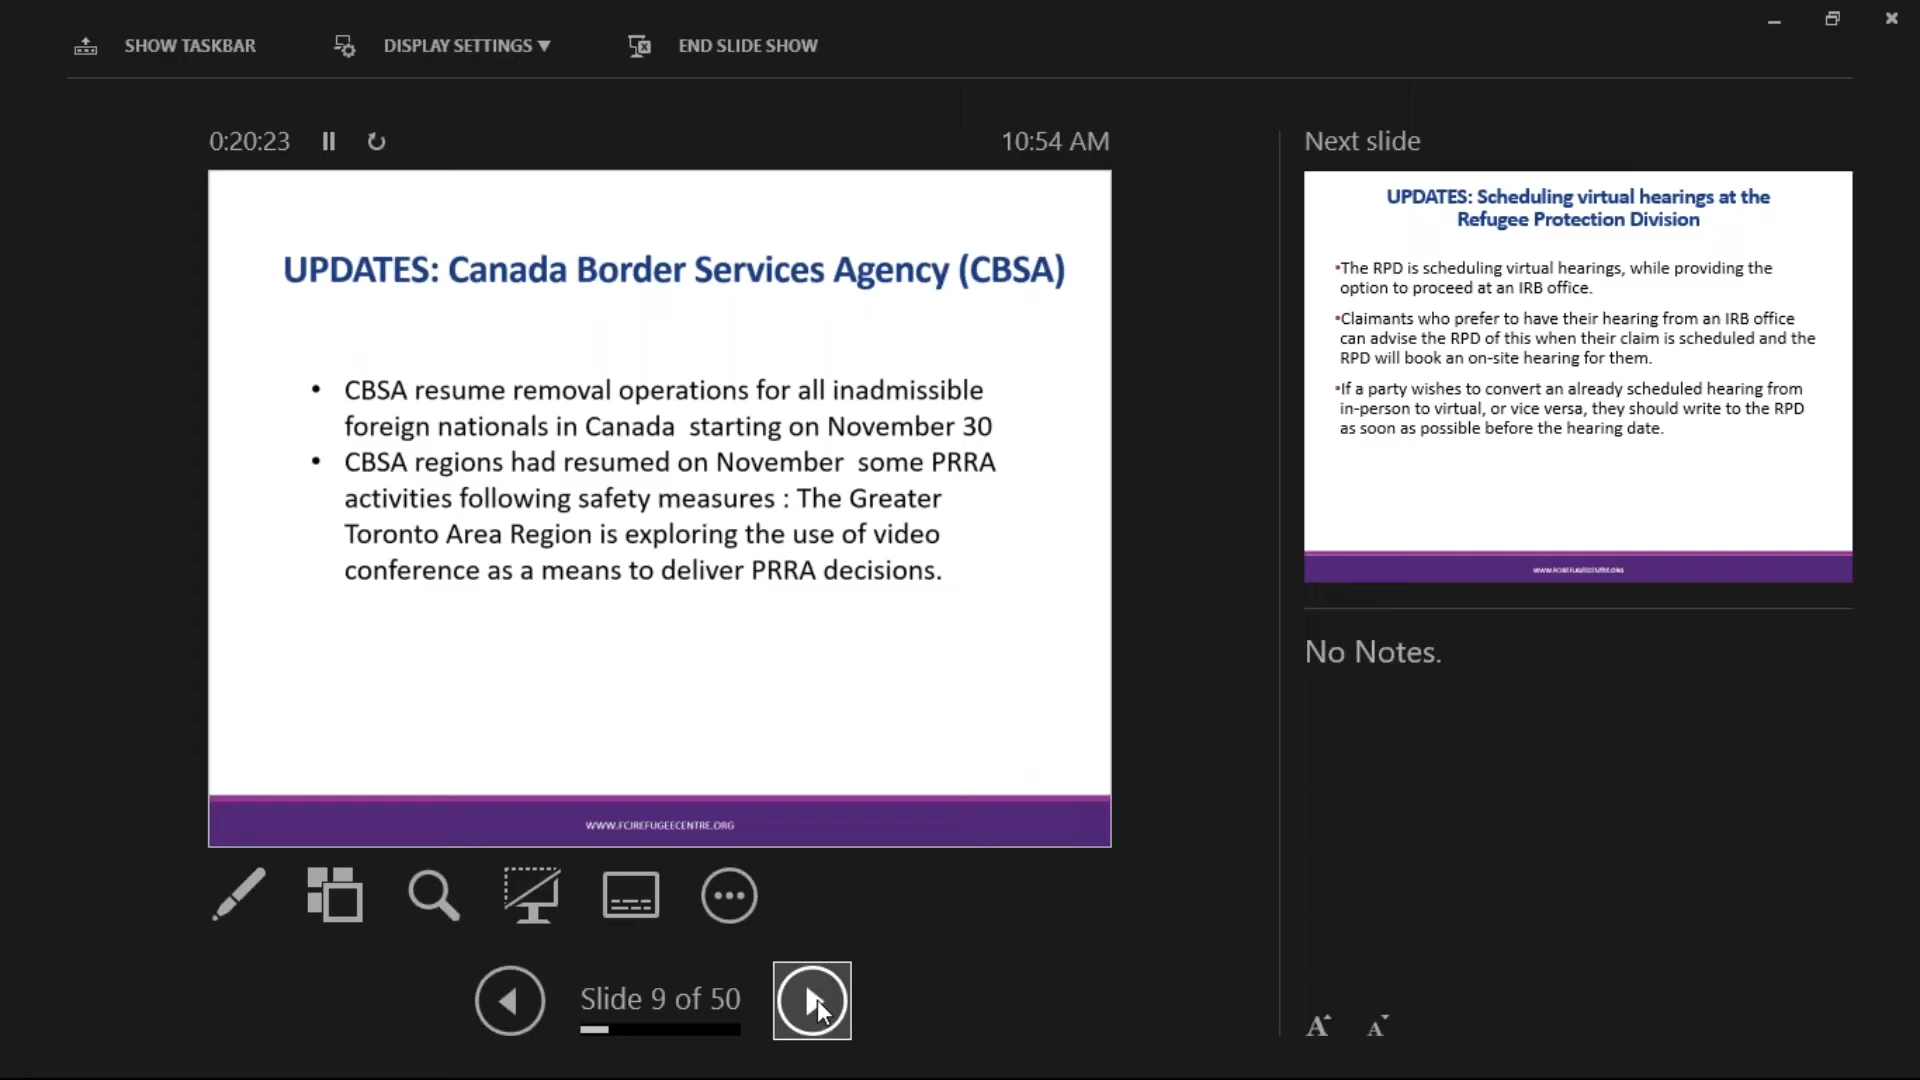 SHOW TASKBAR
DISPLAY SETTINGS ▼
END SLIDE SHOW
0:20:23
10:54 AM
UPDATES: Canada Border Services Agency (CBSA)
• CBSA resume removal operations for all inadmissible
foreign nationals in Canada  starting on November 30
• CBSA regions had resumed on November  some PRRA
activities following safety measures : The Greater
Toronto Area Region is exploring the use of video
conference as a means to deliver PRRA decisions.
WWW.FCJREFUGEECENTRE.ORG
Slide 9 of 50
Next slide
UPDATES: Scheduling virtual hearings at the
Refugee Protection Division
•The RPD is scheduling virtual hearings, while providing the
option to proceed at an IRB office.
•Claimants who prefer to have their hearing from an IRB office
can advise the RPD of this when their claim is scheduled and the
RPD will book an on-site hearing for them.
•If a party wishes to convert an already scheduled hearing from
in-person to virtual, or vice versa, they should write to the RPD
as soon as possible before the hearing date.
WWW.FCJREFUGEECENTRE.ORG
No Notes.
A A